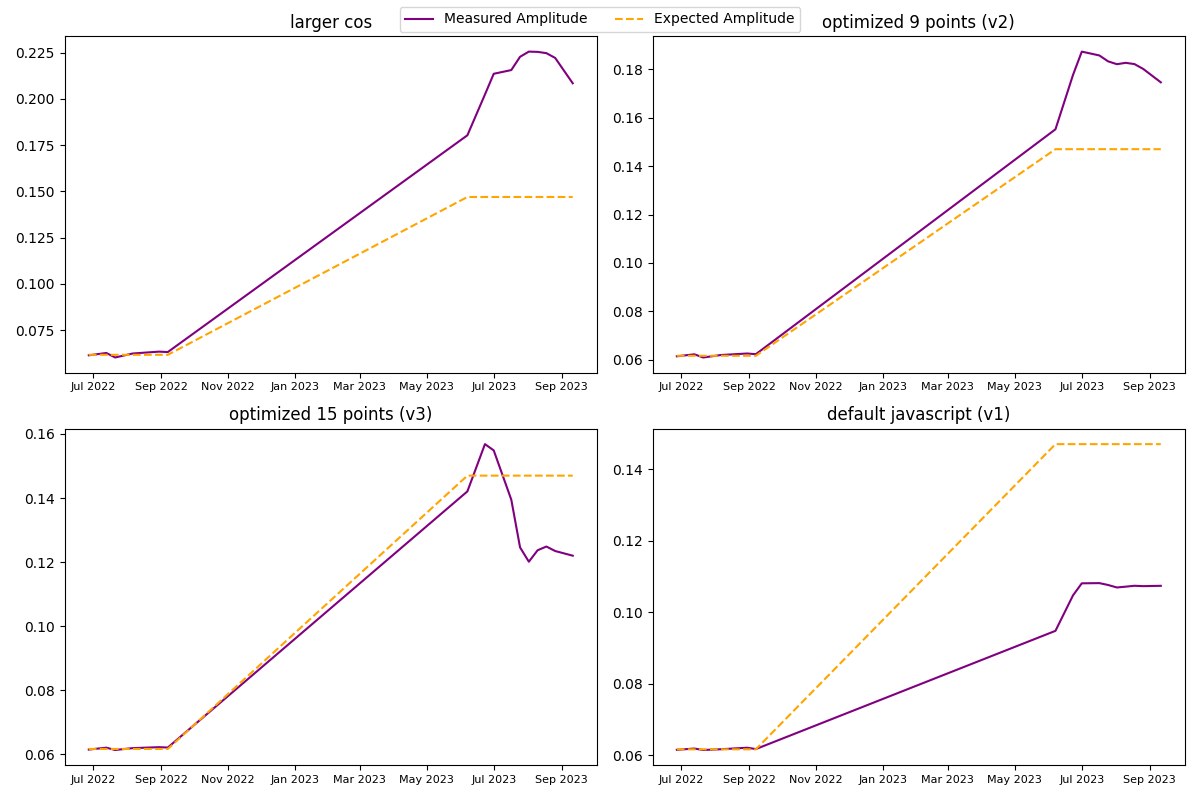 Measured Amplitude Expected Amplitude
larger cos
0.225
0.200
0.175
0.150
0.125
0.100
0.075
Jul 2022 Sep 2022 Nov 2022 Jan 2023 Mar 2023 May 2023 Jul 2023 Sep 2023
optimized 9 points (v2)
0.18
0.16
0.14
0.12
0.10
0.08
0.06
Jul 2022 Sep 2022 Nov 2022 Jan 2023 Mar 2023 May 2023 Jul 2023 Sep 2023
optimized 15 points (v3)
0.16
0.14
0.12
0.10
0.08
0.06
Jul 2022 Sep 2022 Nov 2022 Jan 2023 Mar 2023 May 2023 Jul 2023 Sep 2023
default javascript (v1)
0.14
0.12
0.10
0.08
0.06
Jul 2022 Sep 2022 Nov 2022 Jan 2023 Mar 2023 May 2023 Jul 2023 Sep 2023